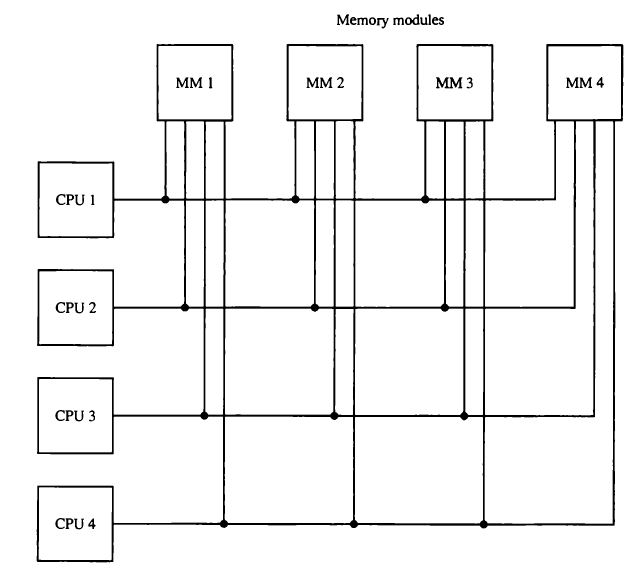 Memory modules
MM 1
MM 2
MM 3
MM 4
CPU 1
CPU 2
CPU 3
CPU 4